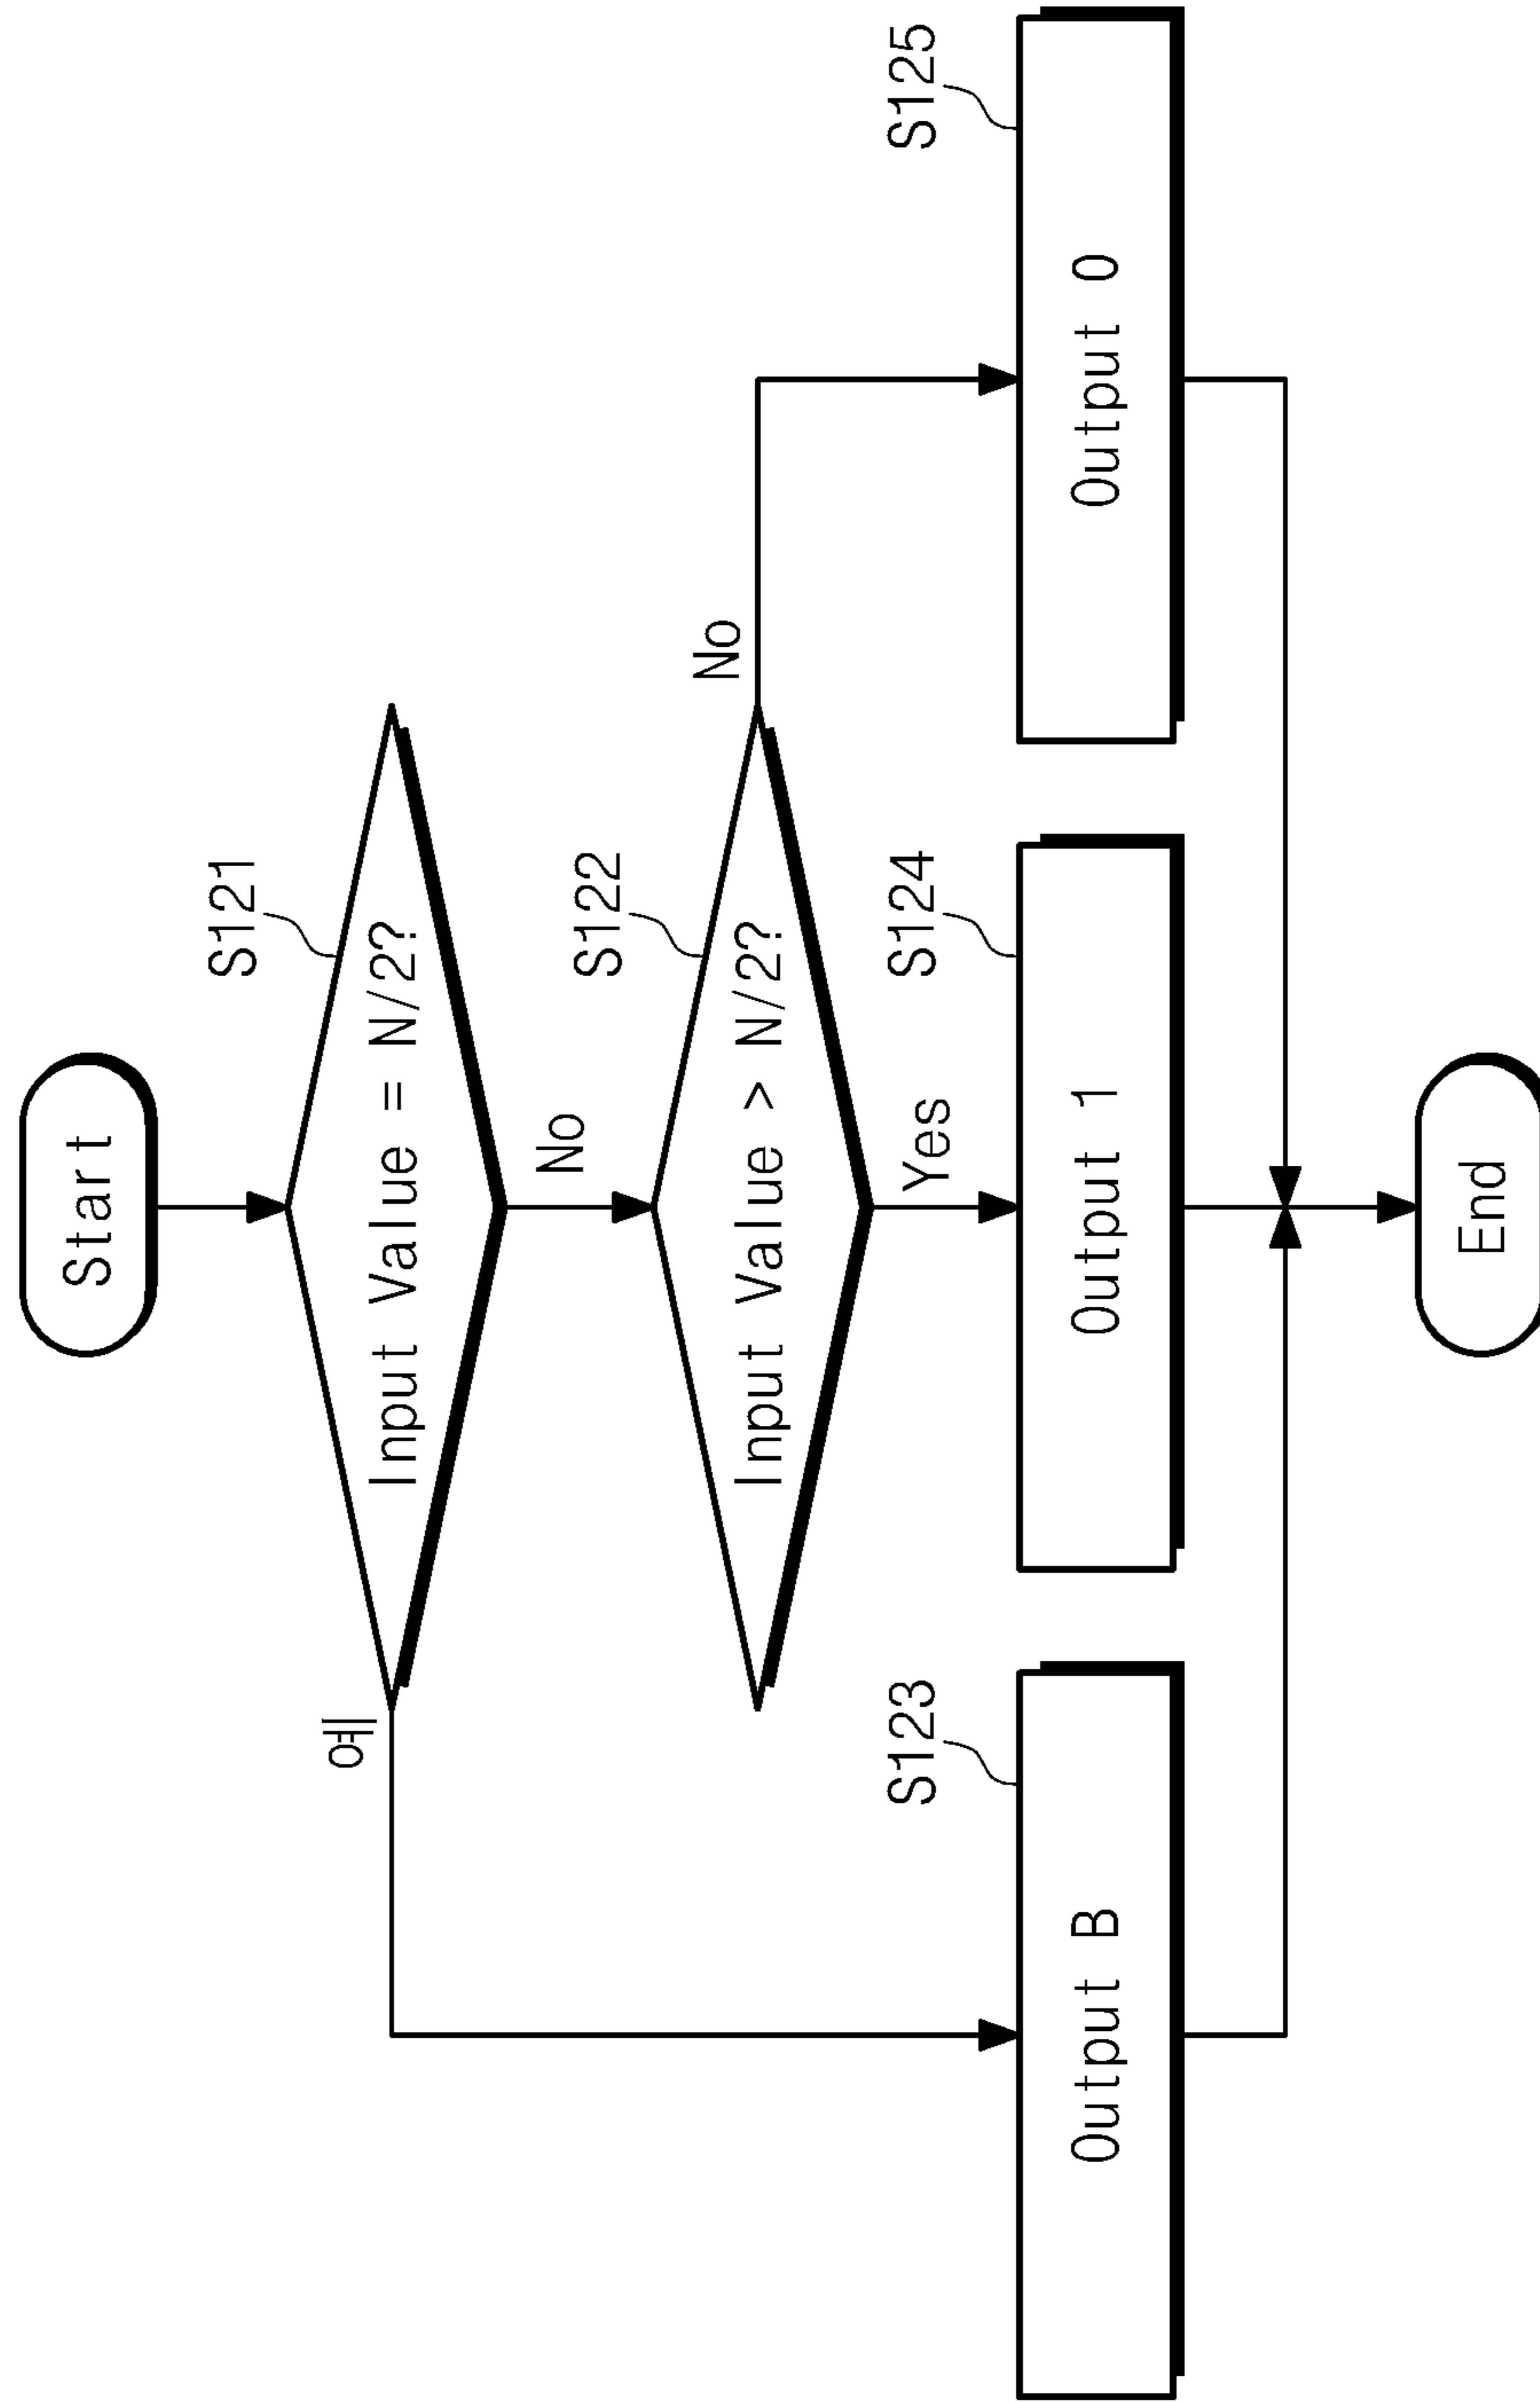 Start
S121
Input Value = N/2?
예
No
S122
Input Value > N/2?
No
Yes
S123
S124
S125
Output B
Output 1
Output 0
End